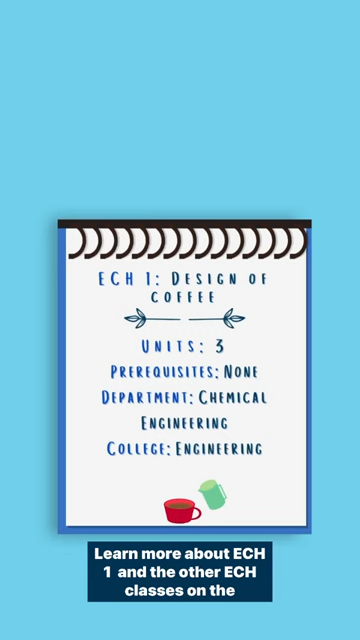 ECH 1: DESIGN OF
COFFEE
UNITS: 3
PREREQUISITES: NONE
DEPARTMENT: CHEMICAL
ENGINEERING
COLLEGE: ENGINEERING
Learn more about ECH
1 and the other ECH
classes on the